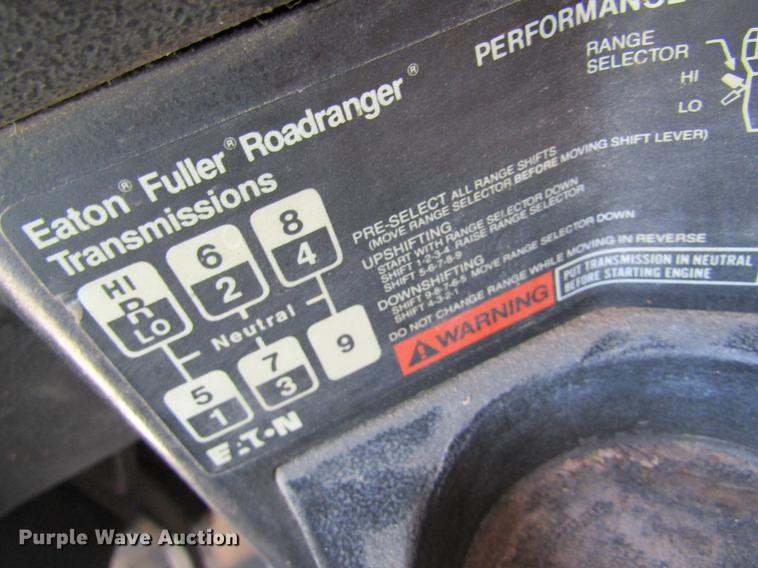 PERFORMANCE
RANGE
SELECTOR
HI
LO
Eaton® Fuller® Roadranger®
Transmissions
HI
R
LO
6
2
8
4
Neutral
5
1
7
3
9
EATON
PRE-SELECT ALL RANGE SHIFTS
(MOVE RANGE SELECTOR BEFORE MOVING SHIFT LEVER)
UPSHIFTING
START WITH RANGE SELECTOR DOWN
SHIFT 1-2-3-4 RAISE RANGE SELECTOR
SHIFT 5-6-7-8-9
DOWNSHIFTING
SHIFT 9-8-7-6-5 MOVE RANGE SELECTOR DOWN
SHIFT 4-3-2-1
DO NOT CHANGE RANGE WHILE MOVING IN REVERSE
WARNING
PUT TRANSMISSION IN NEUTRAL
BEFORE STARTING ENGINE
Purple Wave Auction